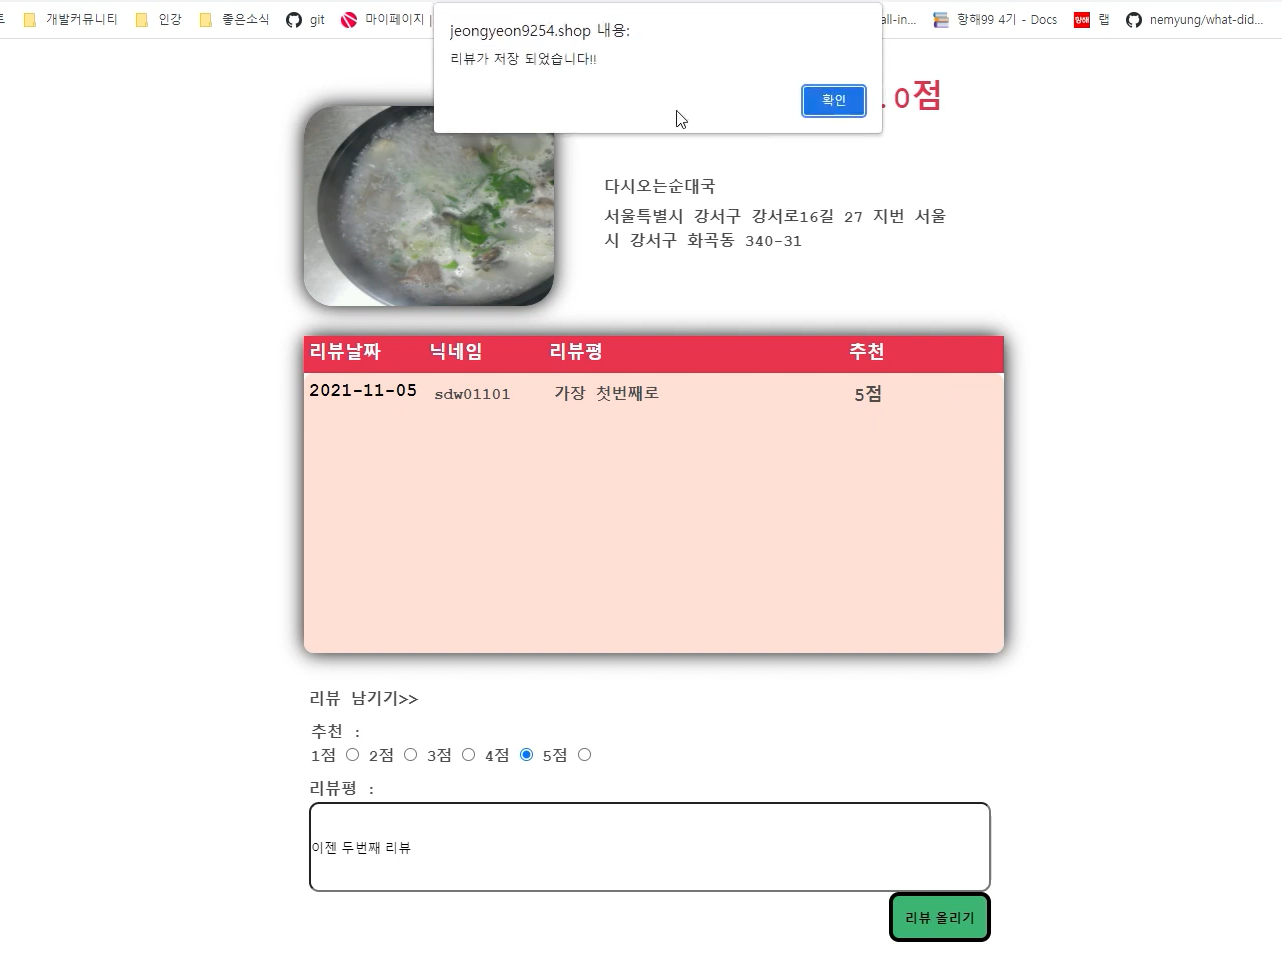 트 개발커뮤니티 인강 좋은소식 git 마이페이지 | all-in... 항해99 4기 - Docs 항해 랩 nemyung/what-did...
jeongyeon9254.shop 내용:
리뷰가 저장 되었습니다!!
확인
.0점
다시오는순대국
서울특별시 강서구 강서로16길 27 지번 서울
시 강서구 화곡동 340-31
리뷰날짜 닉네임 리뷰평 추천
2021-11-05 sdw01101 가장 첫번째로 5점
리뷰 남기기>>
추천 :
1점 2점 3점 4점 5점
리뷰평 :
이젠 두번째 리뷰
리뷰 올리기